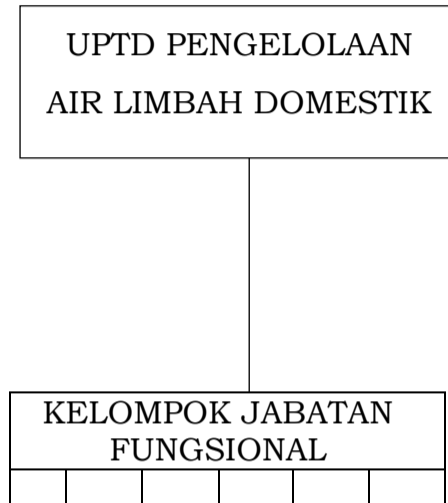 UPTD PENGELOLAAN
AIR LIMBAH DOMESTIK
KELOMPOK JABATAN
FUNGSIONAL